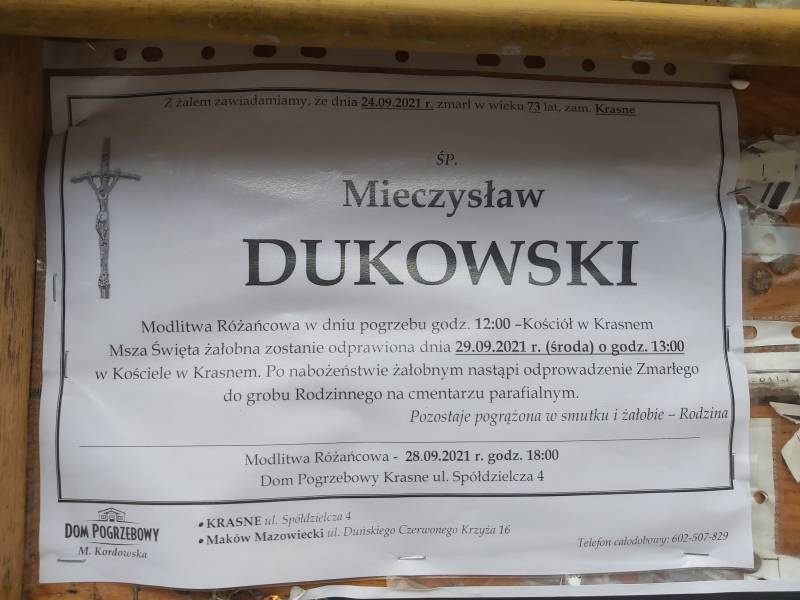 Z żalem zawiadamiamy, że dnia 24.09.2021 r. zmarł w wieku 73 lat, zam. Krasne
ŚP.
Mieczysław
DUKOWSKI
Modlitwa Różańcowa w dniu pogrzebu godz. 12:00 –Kościół w Krasnem
Msza Święta żałobna zostanie odprawiona dnia 29.09.2021 r. (środa) o godz. 13:00
w Kościele w Krasnem. Po nabożeństwie żałobnym nastąpi odprowadzenie Zmarłego
do grobu Rodzinnego na cmentarzu parafialnym.
Pozostaje pogrążona w smutku i żałobie – Rodzina
Modlitwa Różańcowa - 28.09.2021 r. godz. 18:00
Dom Pogrzebowy Krasne ul. Spółdzielcza 4
DOM POGRZEBOWY
M. Kordowska
• KRASNE ul. Spółdzielcza 4
• Maków Mazowiecki ul. Duńskiego Czerwonego Krzyża 16
Telefon całodobowy: 602-507-829